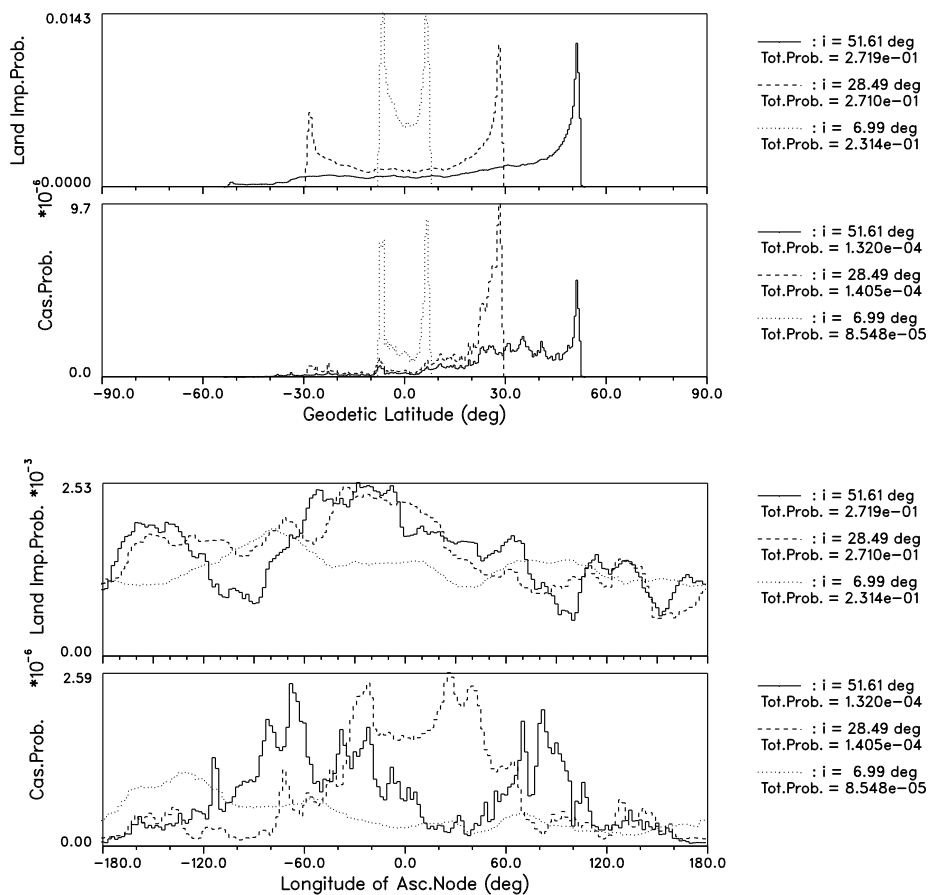 0.0143
Land Imp.Prob.
0.0000
: i = 51.61 deg
Tot.Prob. = 2.719e−01
: i = 28.49 deg
Tot.Prob. = 2.710e−01
: i = 6.99 deg
Tot.Prob. = 2.314e−01
9.7
Cas.Prob. *10−6
0.0
: i = 51.61 deg
Tot.Prob. = 1.320e−04
: i = 28.49 deg
Tot.Prob. = 1.405e−04
: i = 6.99 deg
Tot.Prob. = 8.548e−05
−90.0 −60.0 −30.0 0.0 30.0 60.0 90.0
Geodetic Latitude (deg)
2.53
Land Imp.Prob. *10−3
0.00
: i = 51.61 deg
Tot.Prob. = 2.719e−01
: i = 28.49 deg
Tot.Prob. = 2.710e−01
: i = 6.99 deg
Tot.Prob. = 2.314e−01
2.59
Cas.Prob. *10−6
0.00
: i = 51.61 deg
Tot.Prob. = 1.320e−04
: i = 28.49 deg
Tot.Prob. = 1.405e−04
: i = 6.99 deg
Tot.Prob. = 8.548e−05
−180.0 −120.0 −60.0 0.0 60.0 120.0 180.0
Longitude of Asc.Node (deg)